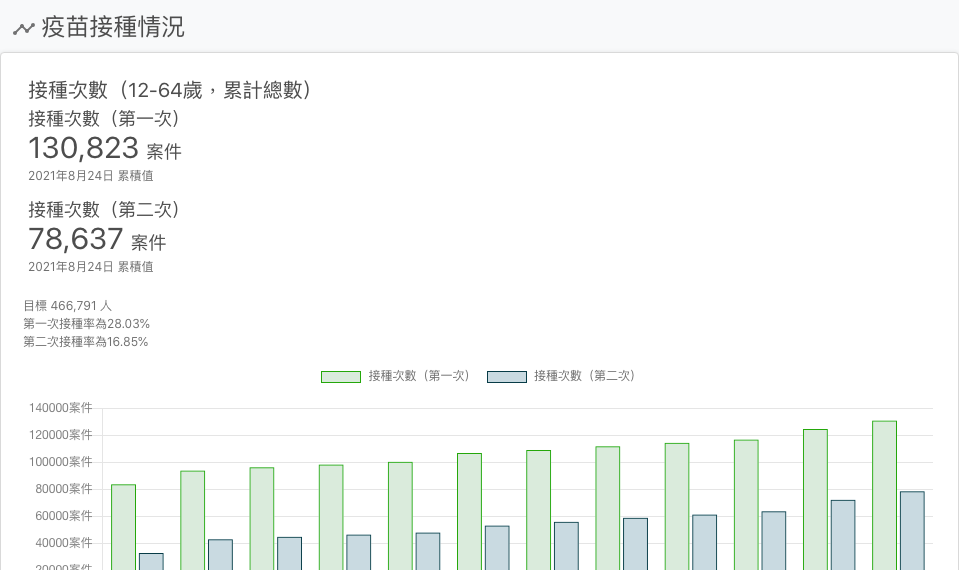 疫苗接種情況
接種次數（12-64歲，累計總數）
接種次數（第一次）
130,823 案件
2021年8月24日 累積值
接種次數（第二次）
78,637 案件
2021年8月24日 累積值
目標 466,791 人
第一次接種率為28.03%
第二次接種率為16.85%
接種次數（第一次） 接種次數（第二次）
140000案件
120000案件
100000案件
80000案件
60000案件
40000案件
20000案件